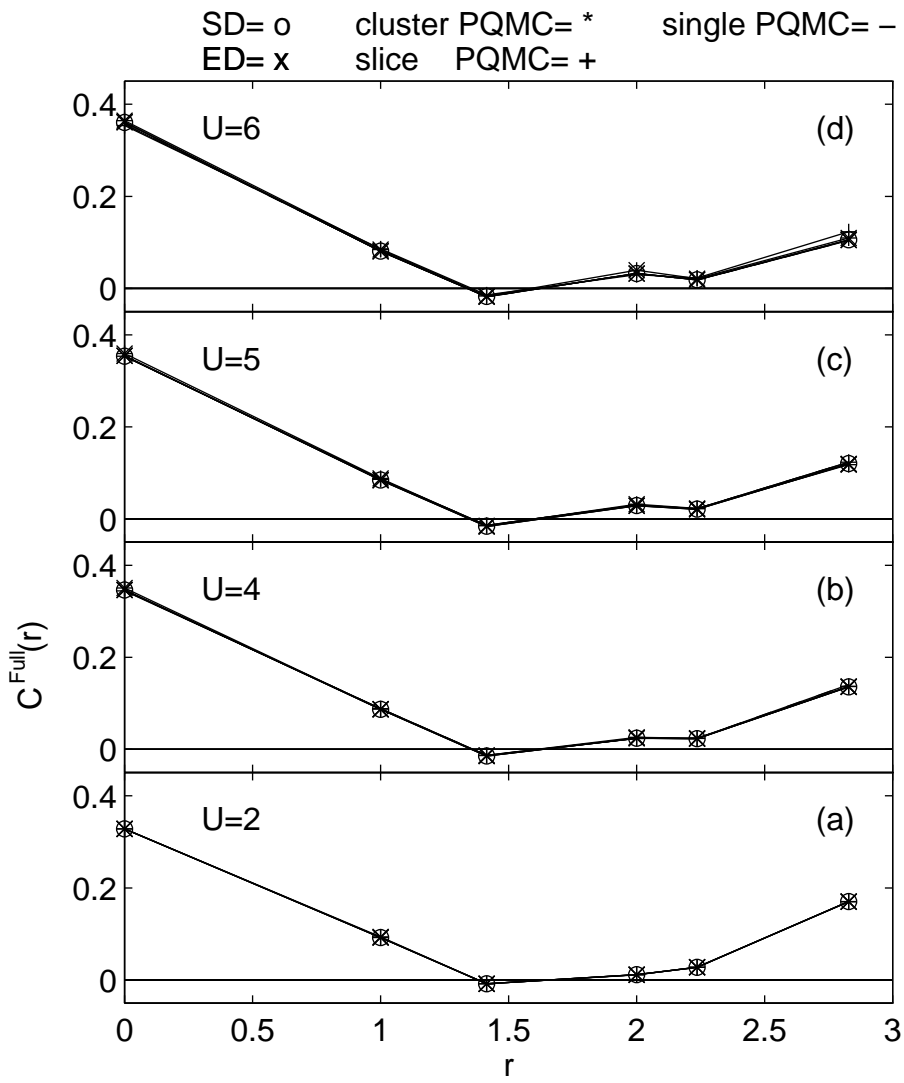 SD= o cluster PQMC= * single PQMC= −
ED= x slice PQMC= +
0.4
U=6 (d)
0.2
0
0.4
U=5 (c)
0.2
0
0.4
U=4 (b)
0.2
0
0.4
U=2 (a)
0.2
0
C^Full(r)
0 0.5 1 1.5 2 2.5 3
r